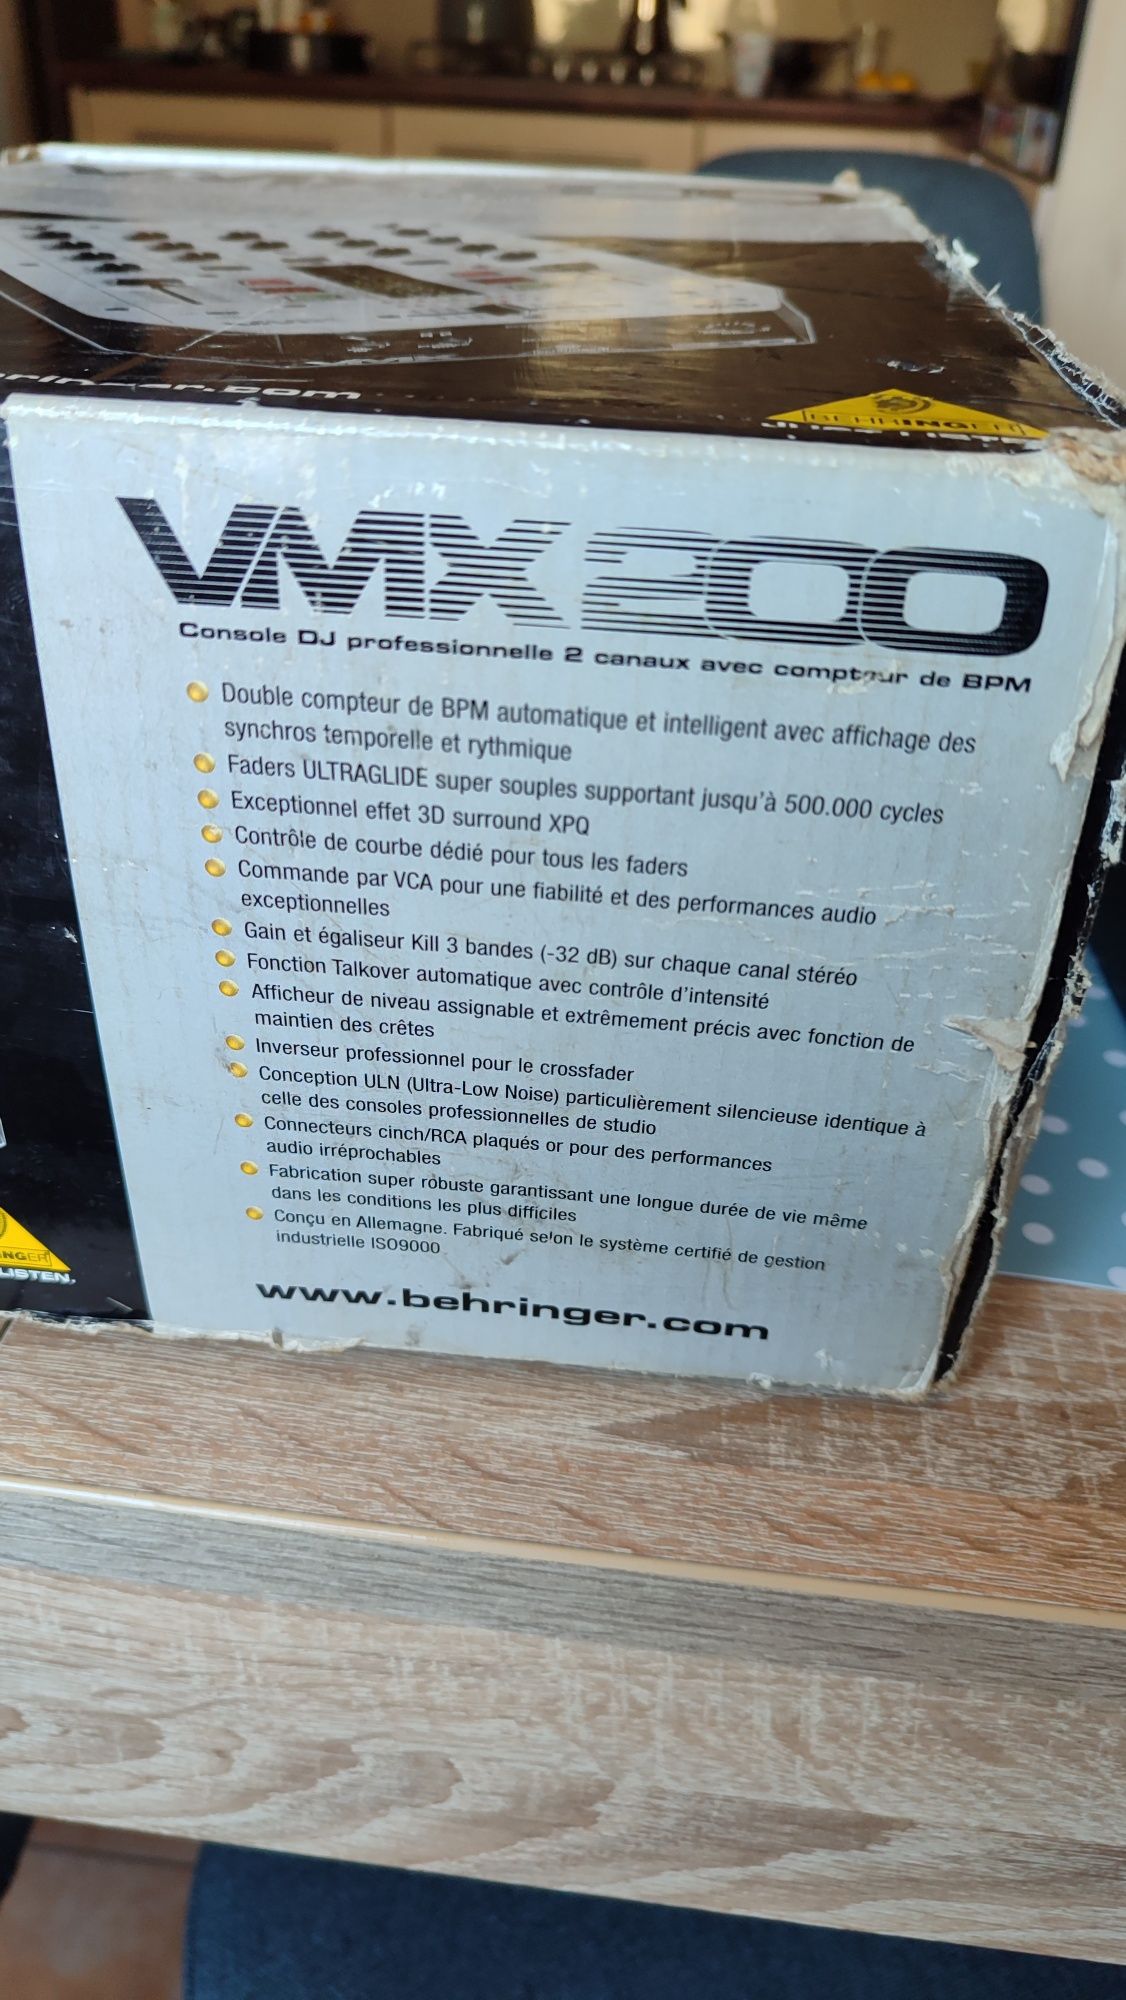 BEHRINGER
VMX200
Console DJ professionnelle 2 canaux avec compteur de BPM
Double compteur de BPM automatique et intelligent avec affichage des
synchros temporelle et rythmique
Faders ULTRAGLIDE super souples supportant jusqu'à 500.000 cycles
Exceptionnel effet 3D surround XPQ
Contrôle de courbe dédié pour tous les faders
Commande par VCA pour une fiabilité et des performances audio
exceptionnelles
Gain et égaliseur Kill 3 bandes (-32 dB) sur chaque canal stéréo
Fonction Talkover automatique avec contrôle d'intensité
Afficheur de niveau assignable et extrêmement précis avec fonction de
maintien des crêtes
Inverseur professionnel pour le crossfader
Conception ULN (Ultra-Low Noise) particulièrement silencieuse identique à
celle des consoles professionnelles de studio
Connecteurs cinch/RCA plaqués or pour des performances
audio irréprochables
Fabrication super robuste garantissant une longue durée de vie même
dans les conditions les plus difficiles
Conçu en Allemagne. Fabriqué selon le système certifié de gestion
industrielle ISO9000
www.behringer.com
NGER
LISTEN.